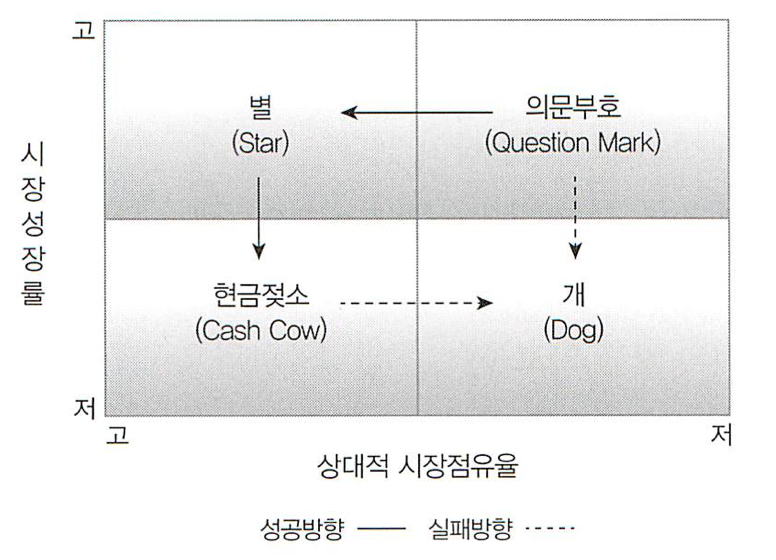 고
별
(Star)
의문부호
(Question Mark)
시장성장률
현금젖소
(Cash Cow)
개
(Dog)
저
고
저
상대적 시장점유율
성공방향
실패방향